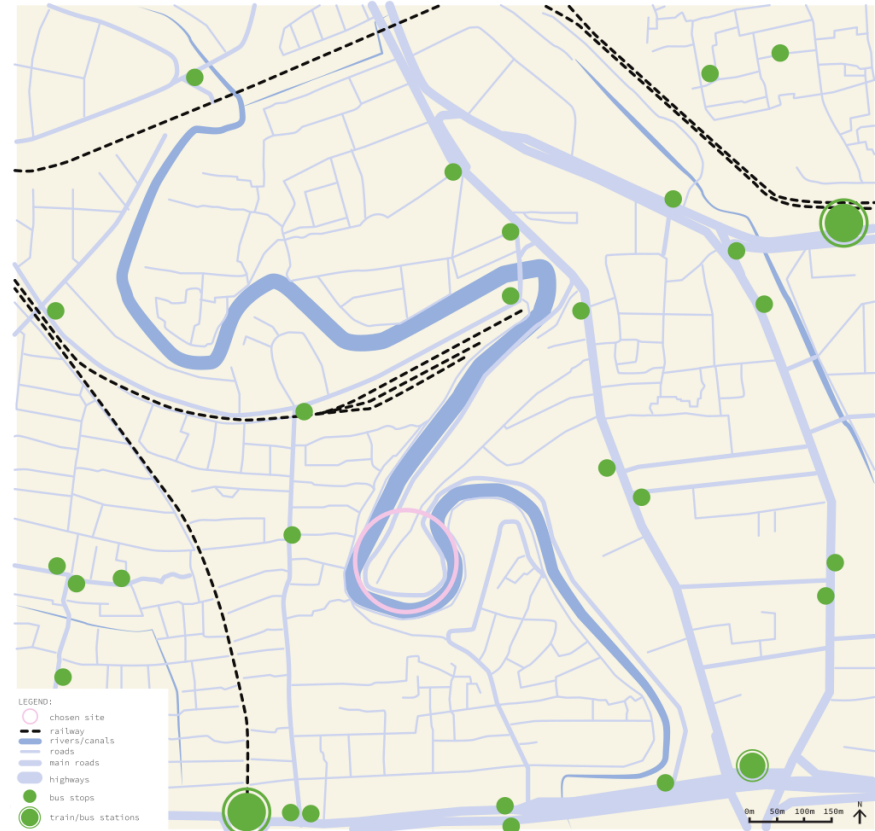 LEGEND:
chosen site
railway
rivers/canals
roads
main roads
highways
bus stops
train/bus stations
0m 50m 100m 150m
N